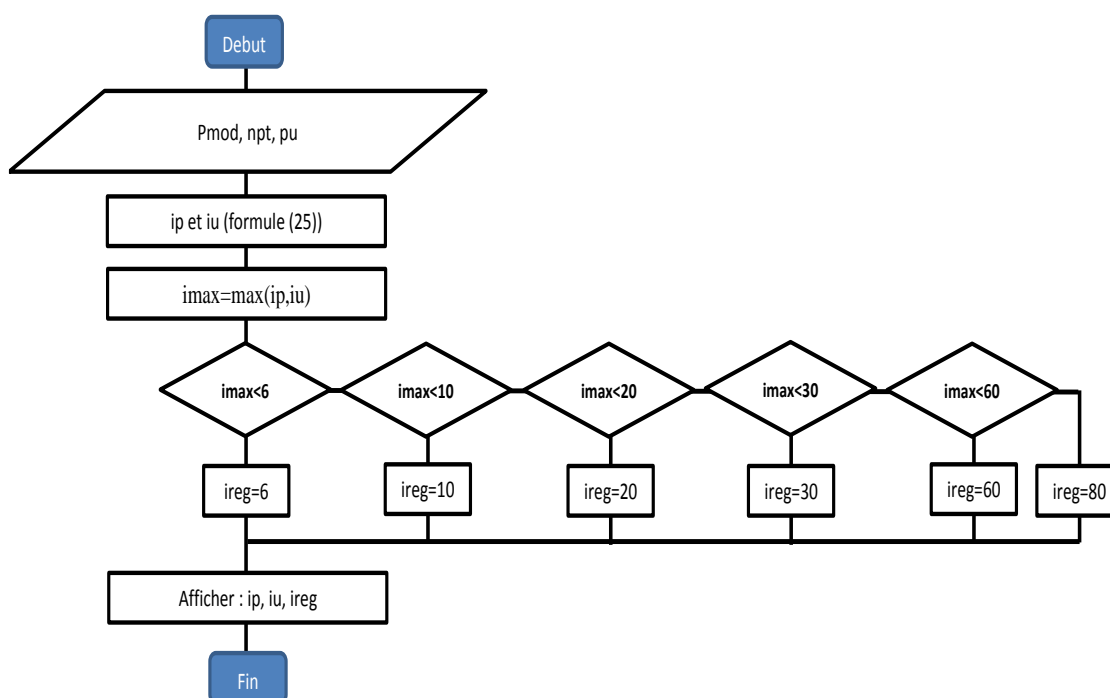 Debut
Pmod, npt, pu
ip et iu (formule (25))
imax=max(ip,iu)
imax<6
imax<10
imax<20
imax<30
imax<60
ireg=6
ireg=10
ireg=20
ireg=30
ireg=60
ireg=80
Afficher : ip, iu, ireg
Fin